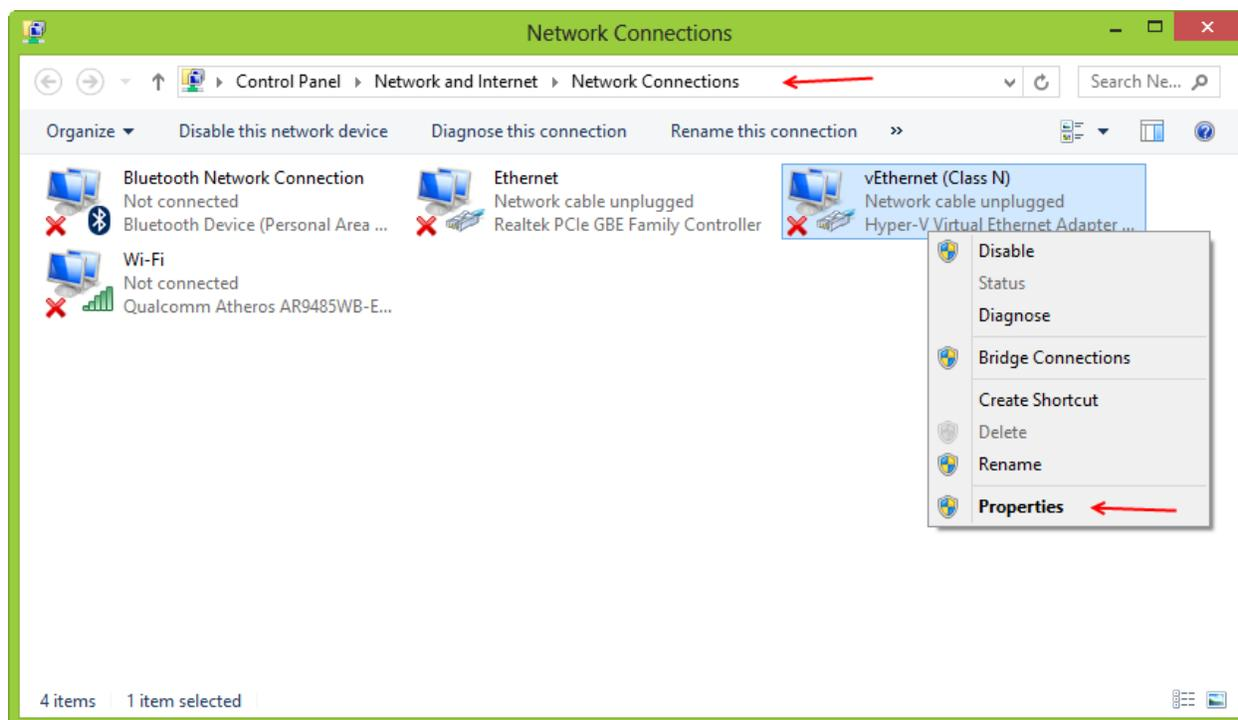 Network Connections
Control Panel Network and Internet Network Connections
Search Ne...
Organize Disable this network device Diagnose this connection Rename this connection »
Bluetooth Network Connection
Not connected
Bluetooth Device (Personal Area ...
Ethernet
Network cable unplugged
Realtek PCIe GBE Family Controller
vEthernet (Class N)
Network cable unplugged
Hyper-V Virtual Ethernet Adapter ...
Wi-Fi
Not connected
Qualcomm Atheros AR9485WB-E...
Disable
Status
Diagnose
Bridge Connections
Create Shortcut
Delete
Rename
Properties
4 items 1 item selected